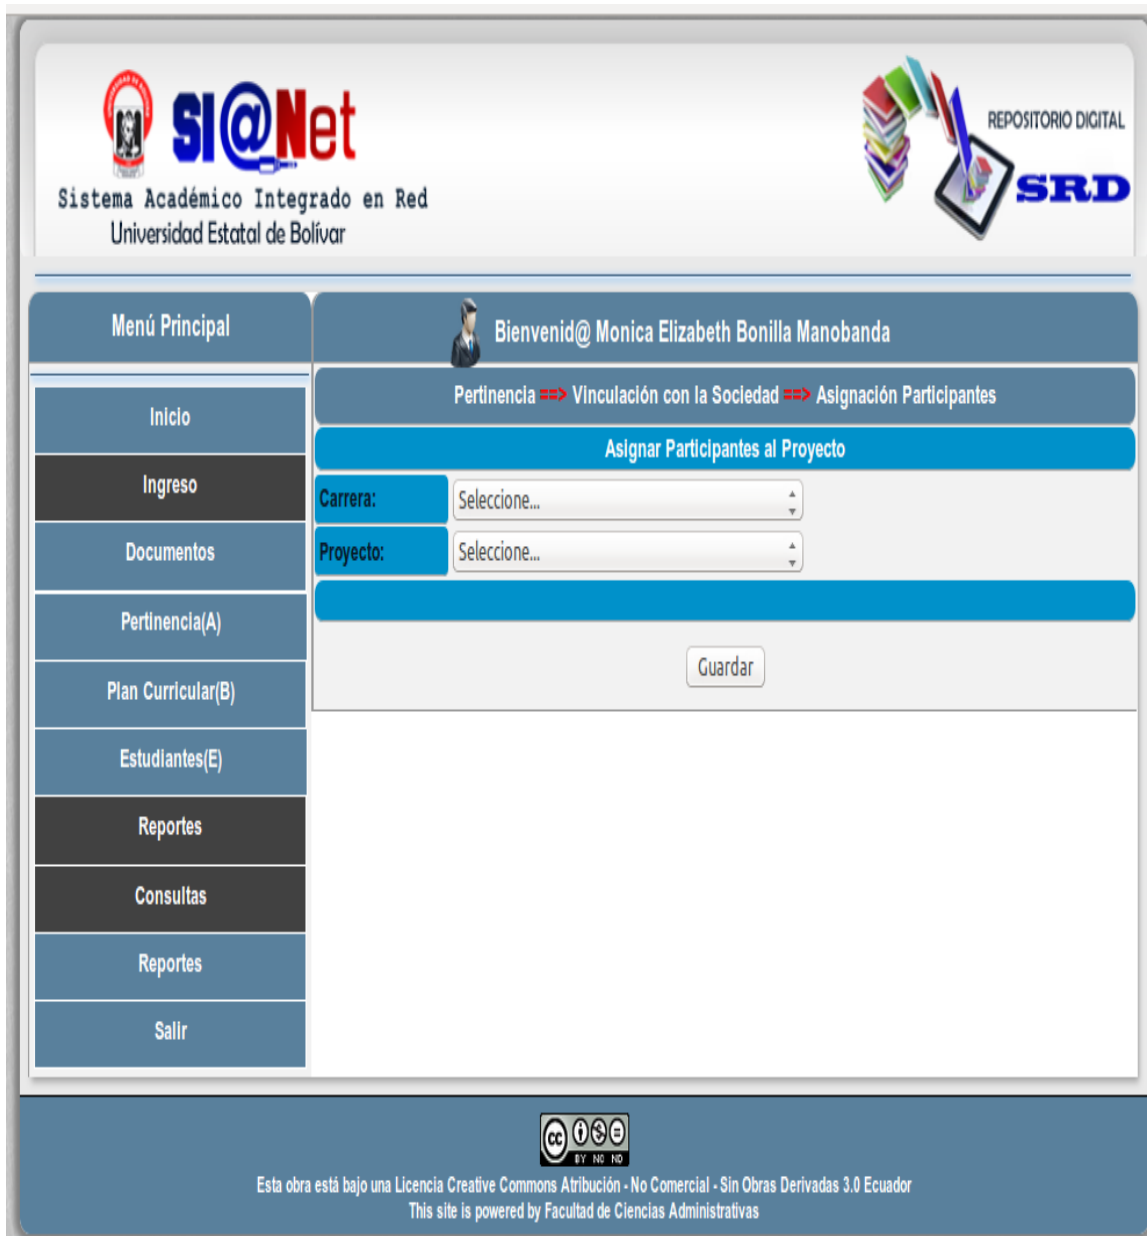 SI@Net
Sistema Académico Integrado en Red
Universidad Estatal de Bolívar
REPOSITORIO DIGITAL
SRD
Menú Principal
Bienvenid@ Monica Elizabeth Bonilla Manobanda
Pertinencia ==> Vinculación con la Sociedad ==> Asignación Participantes
Asignar Participantes al Proyecto
Carrera:
Seleccione...
Proyecto:
Seleccione...
Guardar
Inicio
Ingreso
Documentos
Pertinencia(A)
Plan Curricular(B)
Estudiantes(E)
Reportes
Consultas
Reportes
Salir
cc
BY NC ND
Esta obra está bajo una Licencia Creative Commons Atribución - No Comercial - Sin Obras Derivadas 3.0 Ecuador
This site is powered by Facultad de Ciencias Administrativas